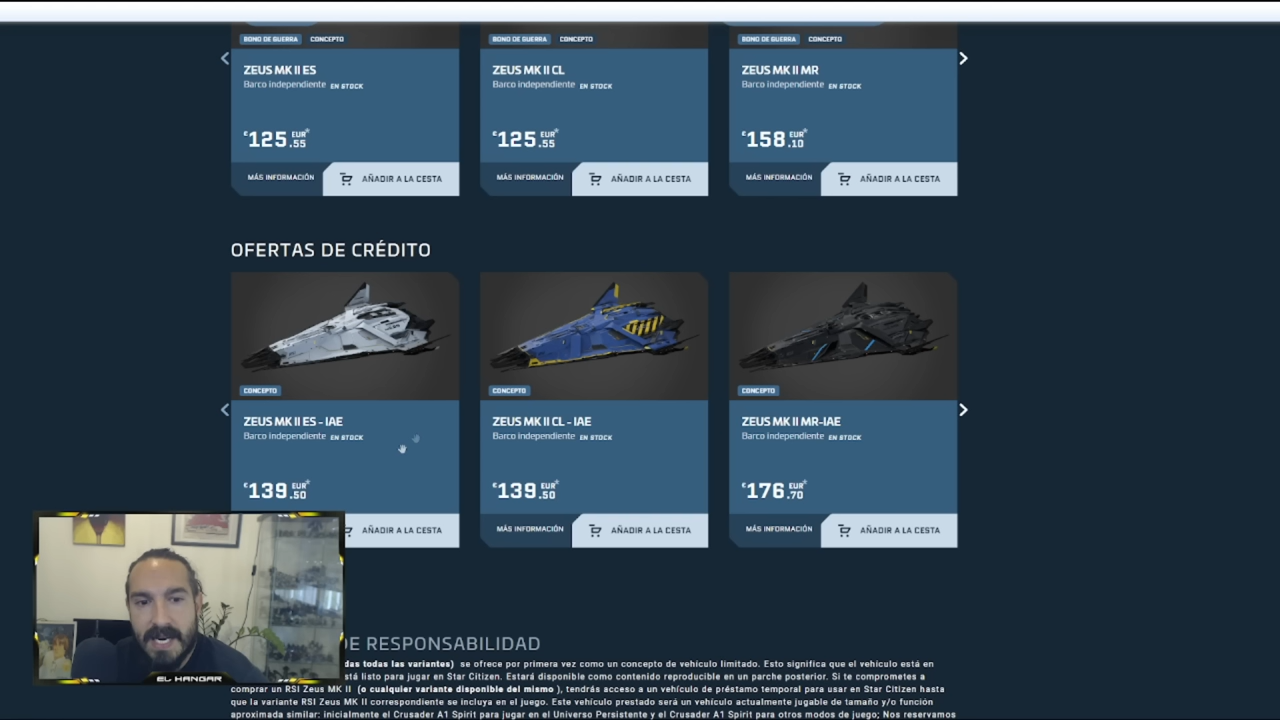 BONO DE GUERRA CONCEPTO
ZEUS MK II ES
Barco independiente EN STOCK
€125.55 EUR*
MÁS INFORMACIÓN AÑADIR A LA CESTA
BONO DE GUERRA CONCEPTO
ZEUS MK II CL
Barco independiente EN STOCK
€125.55 EUR*
MÁS INFORMACIÓN AÑADIR A LA CESTA
BONO DE GUERRA CONCEPTO
ZEUS MK II MR
Barco independiente EN STOCK
€158.10 EUR*
MÁS INFORMACIÓN AÑADIR A LA CESTA
OFERTAS DE CRÉDITO
CONCEPTO
ZEUS MK II ES - IAE
Barco independiente EN STOCK
€139.50 EUR*
AÑADIR A LA CESTA
CONCEPTO
ZEUS MK II CL - IAE
Barco independiente EN STOCK
€139.50 EUR*
MÁS INFORMACIÓN AÑADIR A LA CESTA
CONCEPTO
ZEUS MK II MR-IAE
Barco independiente EN STOCK
€176.70 EUR*
MÁS INFORMACIÓN AÑADIR A LA CESTA
DE RESPONSABILIDAD
das todas las variantes) se ofrece por primera vez como un concepto de vehículo limitado. Esto significa que el vehículo está en
stá listo para jugar en Star Citizen. Estará disponible como contenido reproducible en un parche posterior. Si te comprometes a
comprar un RSI Zeus MK II (o cualquier variante disponible del mismo ), tendrás acceso a un vehículo de préstamo temporal para usar en Star Citizen hasta
que la variante RSI Zeus MK II correspondiente se incluya en el juego. Este vehículo prestado será un vehículo actualmente jugable de tamaño y/o función
aproximada similar: inicialmente el Crusader A1 Spirit para jugar en el Universo Persistente y el Crusader A1 Spirit para otros modos de juego; Nos reservamos
EL HANGAR